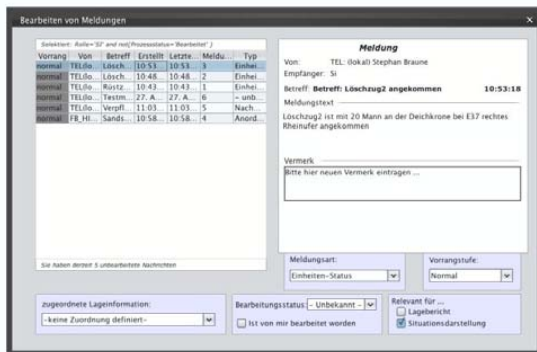 Bearbeiten von Meldungen
Selektiert: Rolle='S2' and not(Prozessstatus='Bearbeitet' )
Vorrang Von Betreff Erstellt Letzte... Meldu... Typ
normal TEL(lo... Lösch... 10:53... 10:53... 3 Einhei...
normal TEL(lo... Lösch... 10:48... 10:48... 2 Einhei...
normal TEL(lo... Rüstz... 10:43... 10:43... 1 Einhei...
normal TEL(lo... Testm... 27. A... 27. A... 6 - unb...
normal TEL(lo... Verpfl... 11:03... 11:03... 5 Nach...
normal FB_HI... Sands... 10:58... 10:58... 4 Anord...
Sie haben derzeit 5 unbearbeitete Nachrichten
Meldung
Von: TEL: (lokal) Stephan Braune
Empfänger: Si
Betreff: Betreff: Löschzug2 angekommen 10:53:18
Meldungstext
Löschzug2 ist mit 20 Mann an der Deichkrone bei E37 rechtes
Rheinufer angekommen
Vermerk
Bitte hier neuen Vermerk eintragen ...
Meldungsart:
Einheiten-Status
Vorrangstufe:
Normal
zugeordnete Lageinformation:
-keine Zuordnung definiert-
Bearbeitungsstatus: - Unbekannt -
Ist von mir bearbeitet worden
Relevant für ...
Lagebericht
Situationsdarstellung